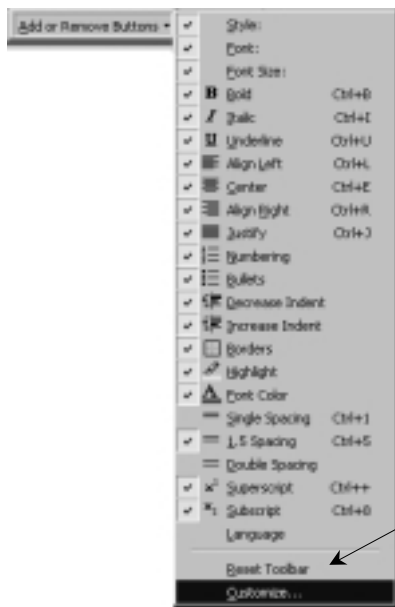 Add or Remove Buttons
Style:
Font:
Font Size:
Bold Ctrl+B
Italic Ctrl+I
Underline Ctrl+U
Align Left Ctrl+L
Center Ctrl+E
Align Right Ctrl+R
Justify Ctrl+J
Numbering
Bullets
Decrease Indent
Increase Indent
Borders
Highlight
Font Color
Single Spacing Ctrl+1
1.5 Spacing Ctrl+5
Double Spacing
Superscript Ctrl++
Subscript
Language
Reset Toolbar
Customize...